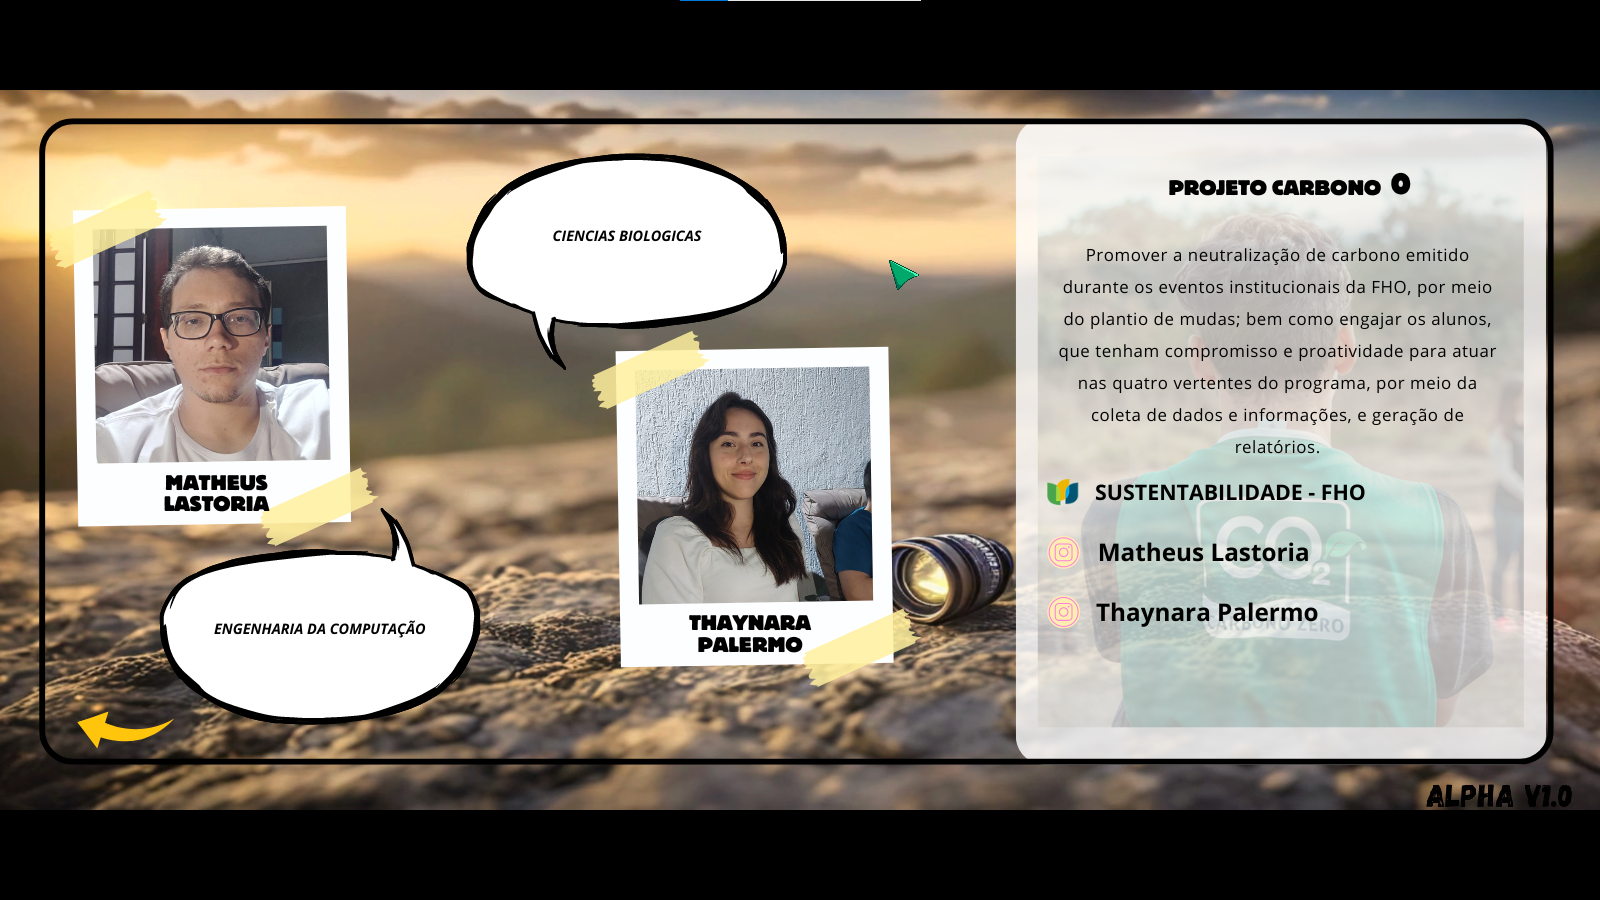 CIENCIAS BIOLOGICAS
MATHEUS
LASTORIA
THAYNARA
PALERMO
ENGENHARIA DA COMPUTAÇÃO
PROJETO CARBONO 0
Promover a neutralização de carbono emitido
durante os eventos institucionais da FHO, por meio
do plantio de mudas; bem como engajar os alunos,
que tenham compromisso e proatividade para atuar
nas quatro vertentes do programa, por meio da
coleta de dados e informações, e geração de
relatórios.
SUSTENTABILIDADE - FHO
CO2
Matheus Lastoria
Thaynara Palermo
CARBONO ZERO
ALPHA V1.0